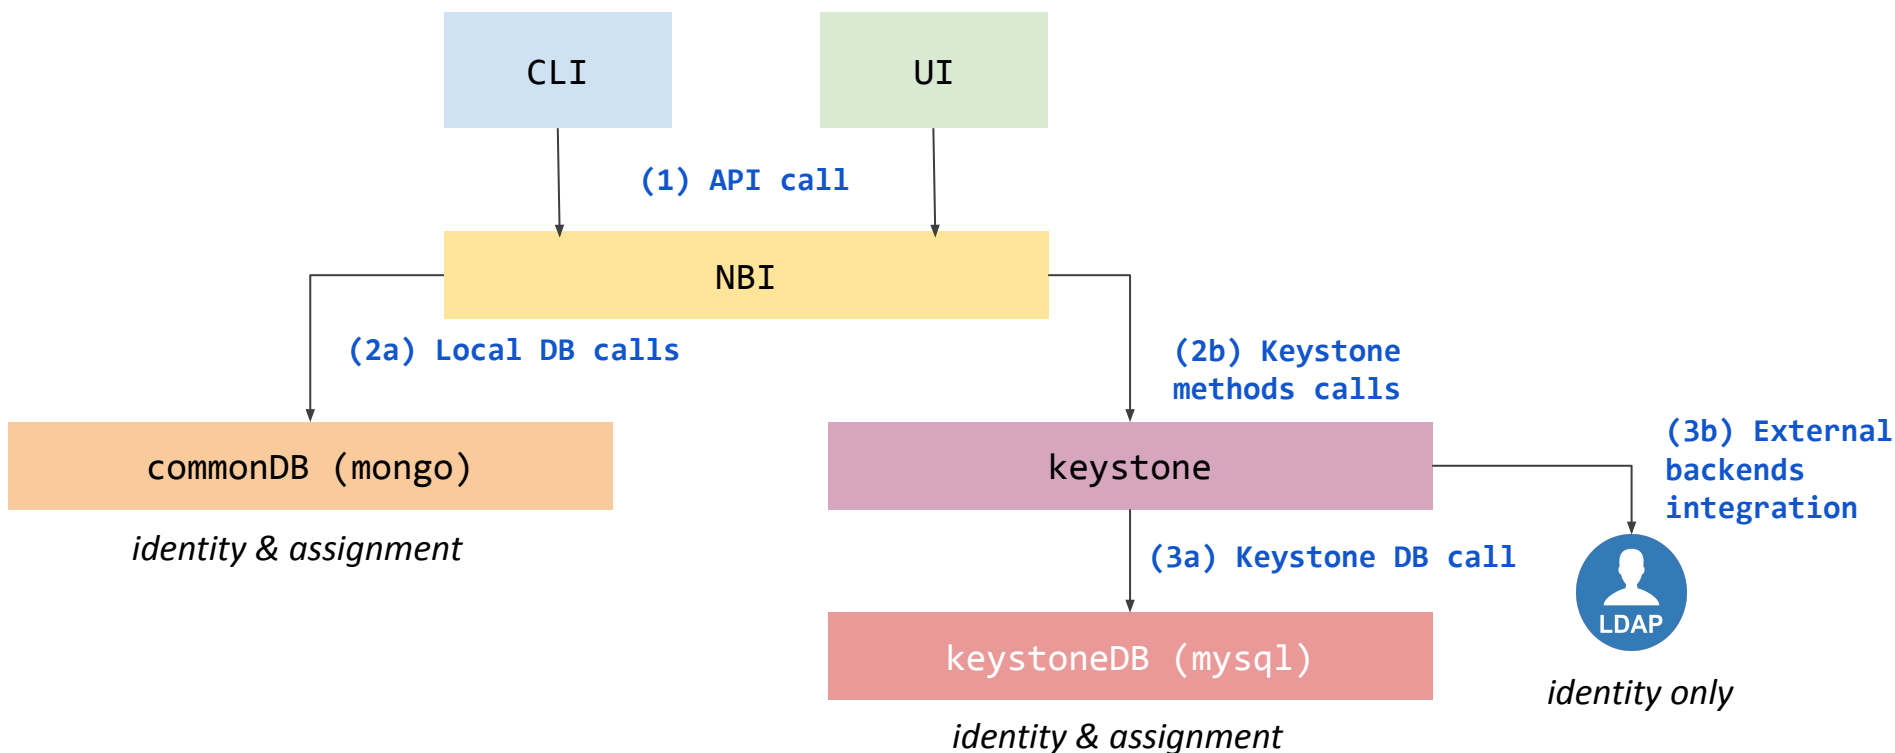 CLI
UI
(1) API call
NBI
(2a) Local DB calls
(2b) Keystone
methods calls
commonDB (mongo)
identity & assignment
keystone
(3b) External
backends
integration
(3a) Keystone DB call
LDAP
keystoneDB (mysql)
identity only
identity & assignment